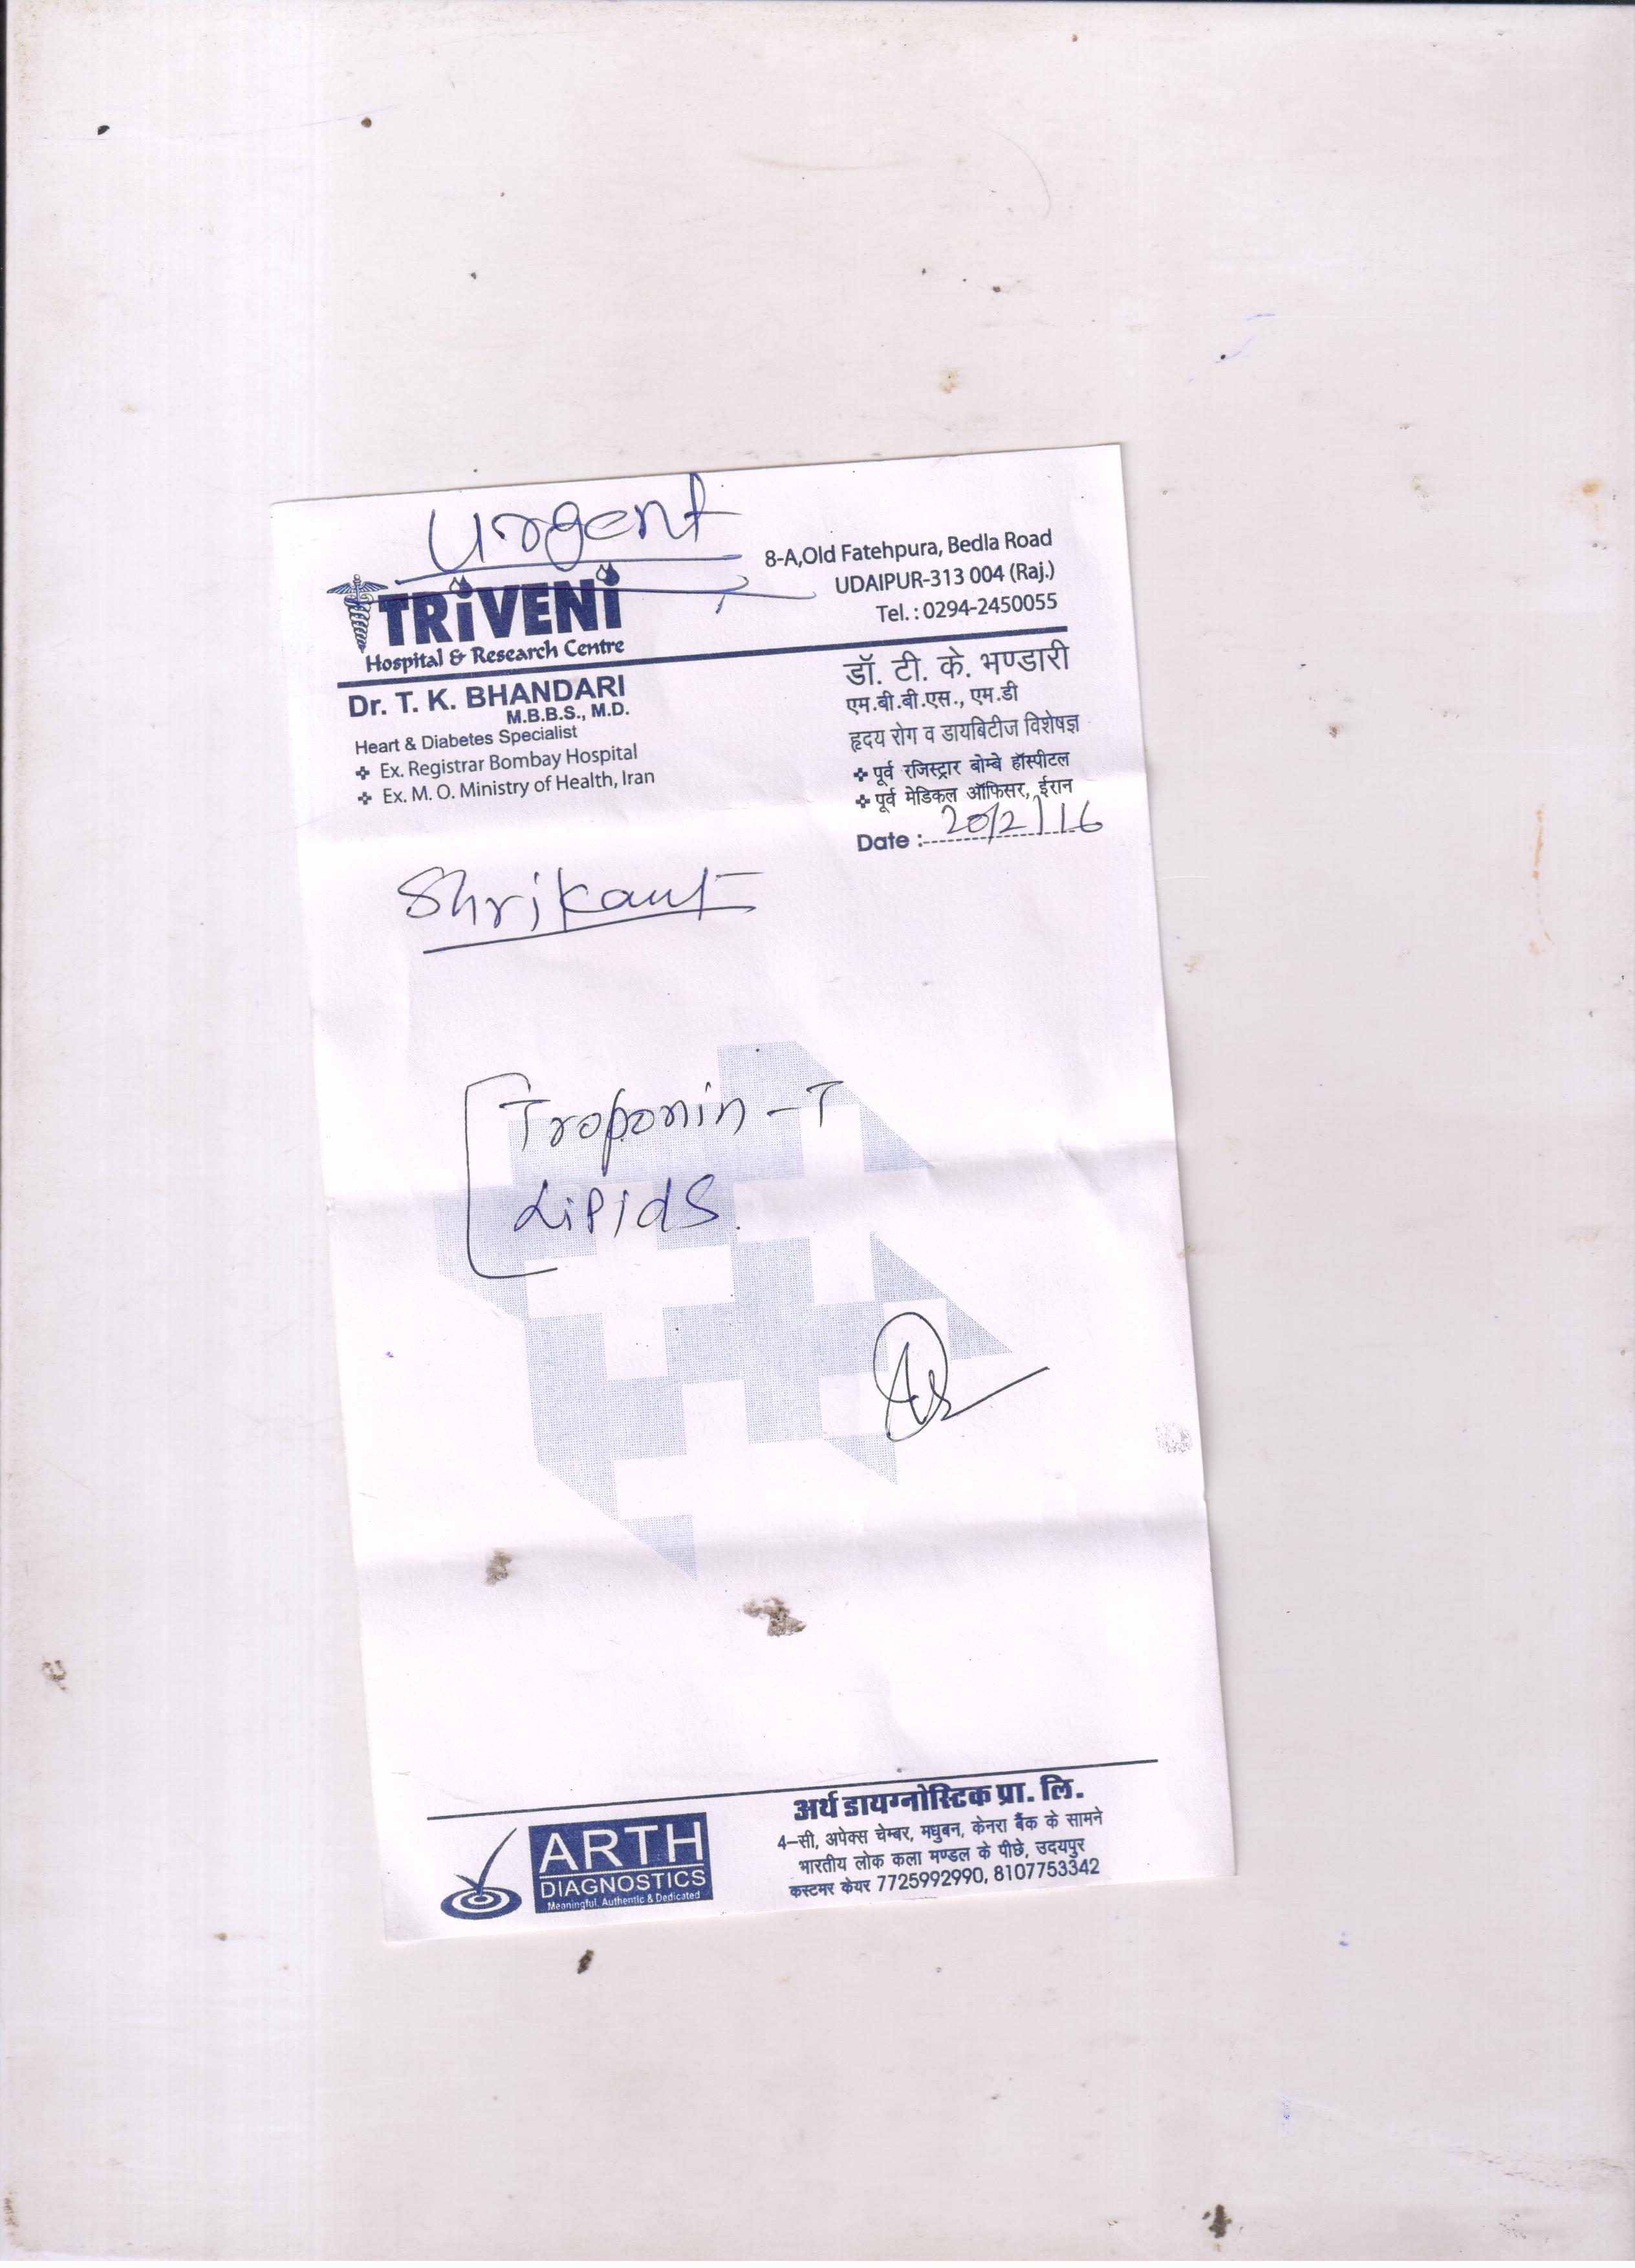 Urgent
TRIVENI
Hospital & Research Centre
8-A,Old Fatehpura, Bedla Road
UDAIPUR-313 004 (Raj.)
Tel. : 0294-2450055
Dr. T. K. BHANDARI
M.B.B.S., M.D.
Heart & Diabetes Specialist
Ex. Registrar Bombay Hospital
Ex. M. O. Ministry of Health, Iran
डॉ. टी. के. भण्डारी
एम.बी.बी.एस., एम.डी
हृदय रोग व डायबिटीज विशेषज्ञ
पूर्व रजिस्ट्रार बोम्बे हॉस्पीटल
पूर्व मेडिकल ऑफिसर, ईरान
Date : 20/2/16
Shrikant
Troponin - T
Lipids
ARTH
DIAGNOSTICS
Meaningful, Authentic & Dedicated
अर्थ डायग्नोस्टिक प्रा. लि.
4-सी, अपेक्स चेम्बर, मधुबन, केनरा बैंक के सामने
भारतीय लोक कला मण्डल के पीछे, उदयपुर
कस्टमर केयर 7725992990, 8107753342